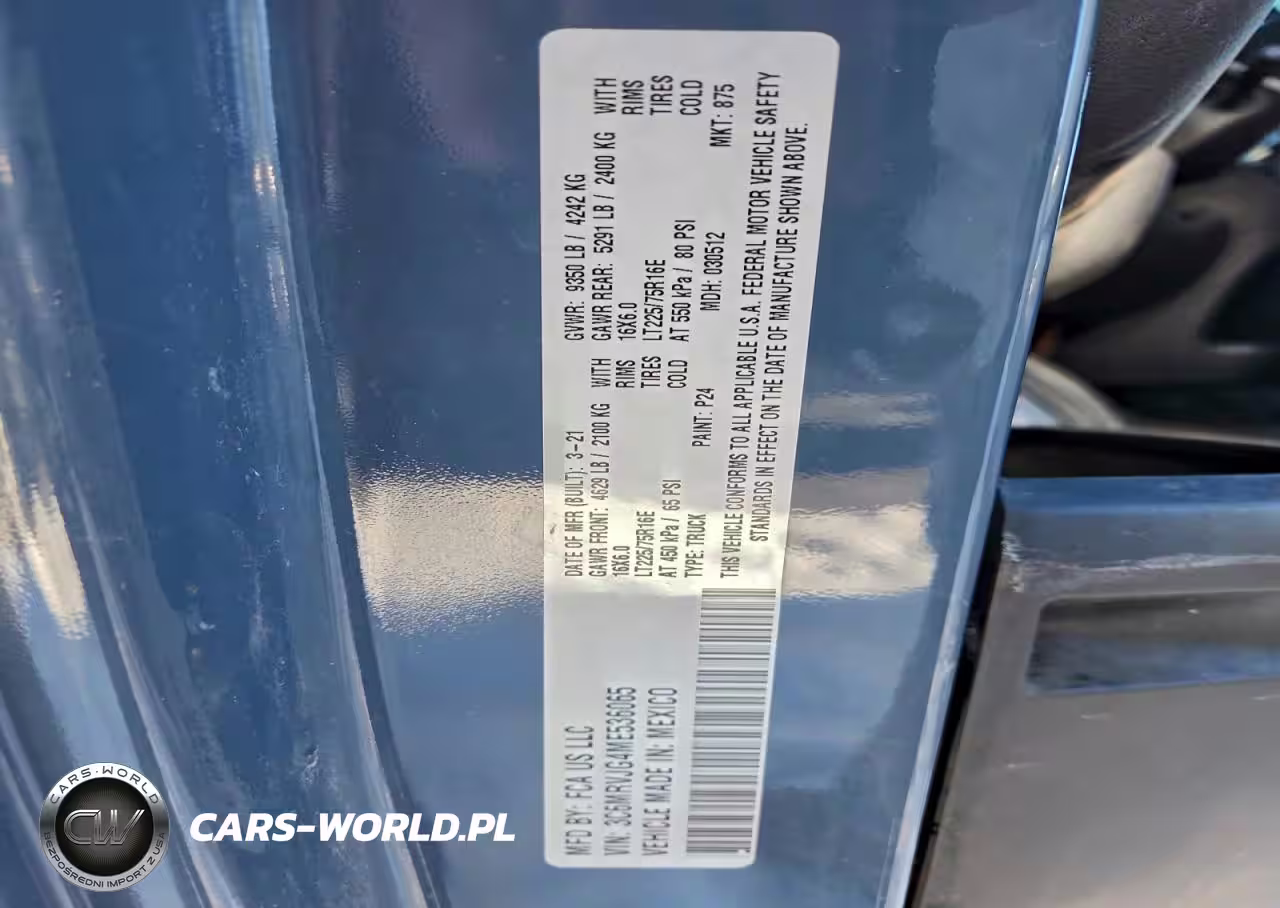 MFD BY: FCA US LLC
VIN: 3C6MRVJG4ME536065
VEHICLE MADE IN: MEXICO
DATE OF MFR (BUILT): 3-21
GVWR: 9350 LB / 4242 KG
GAWR FRONT: 4629 LB / 2100 KG WITH
16X6.0 RIMS
LT225/75R16E TIRES
AT 450 kPa / 65 PSI COLD
GAWR REAR: 5291 LB / 2400 KG WITH
16X6.0 RIMS
LT225/75R16E TIRES
AT 550 kPa / 80 PSI COLD
TYPE: TRUCK PAINT: P24 MDH: 030512 MKT: 875
THIS VEHICLE CONFORMS TO ALL APPLICABLE U.S.A. FEDERAL MOTOR VEHICLE SAFETY
STANDARDS IN EFFECT ON THE DATE OF MANUFACTURE SHOWN ABOVE.
CARS-WORLD
CW
BEZPOŚREDNI IMPORT Z USA
CARS-WORLD.PL